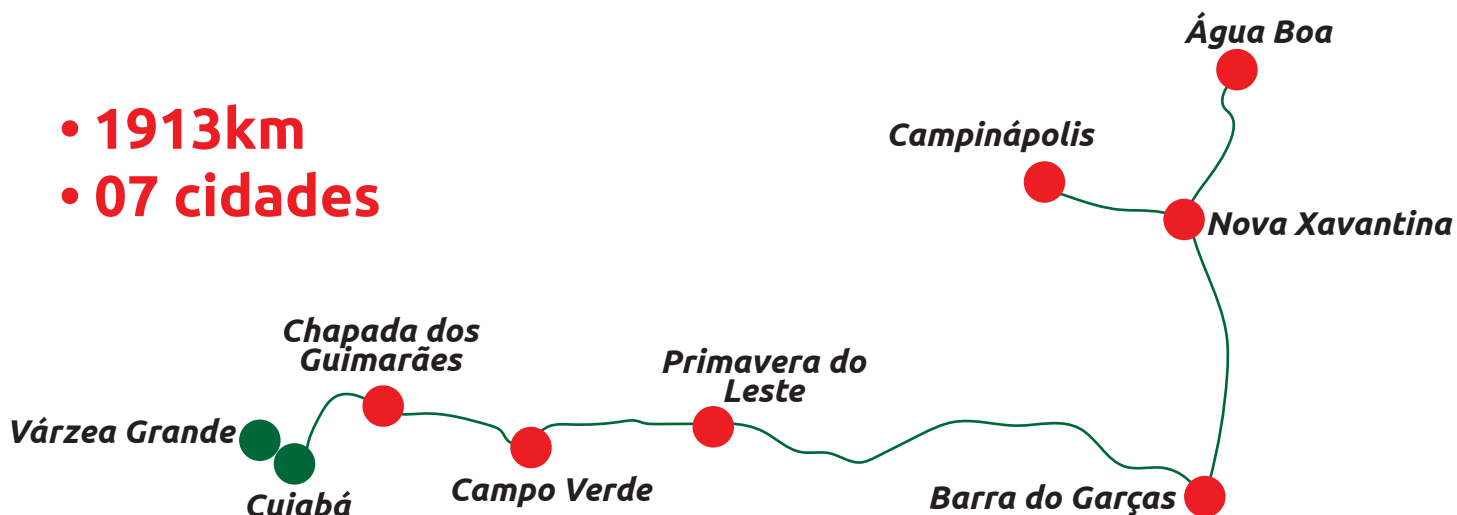 Água Boa
• 1913km
• 07 cidades
Campinápolis
Nova Xavantina
Chapada dos
Guimarães
Primavera do
Leste
Várzea Grande
Cuiabá
Campo Verde
Barra do Garças